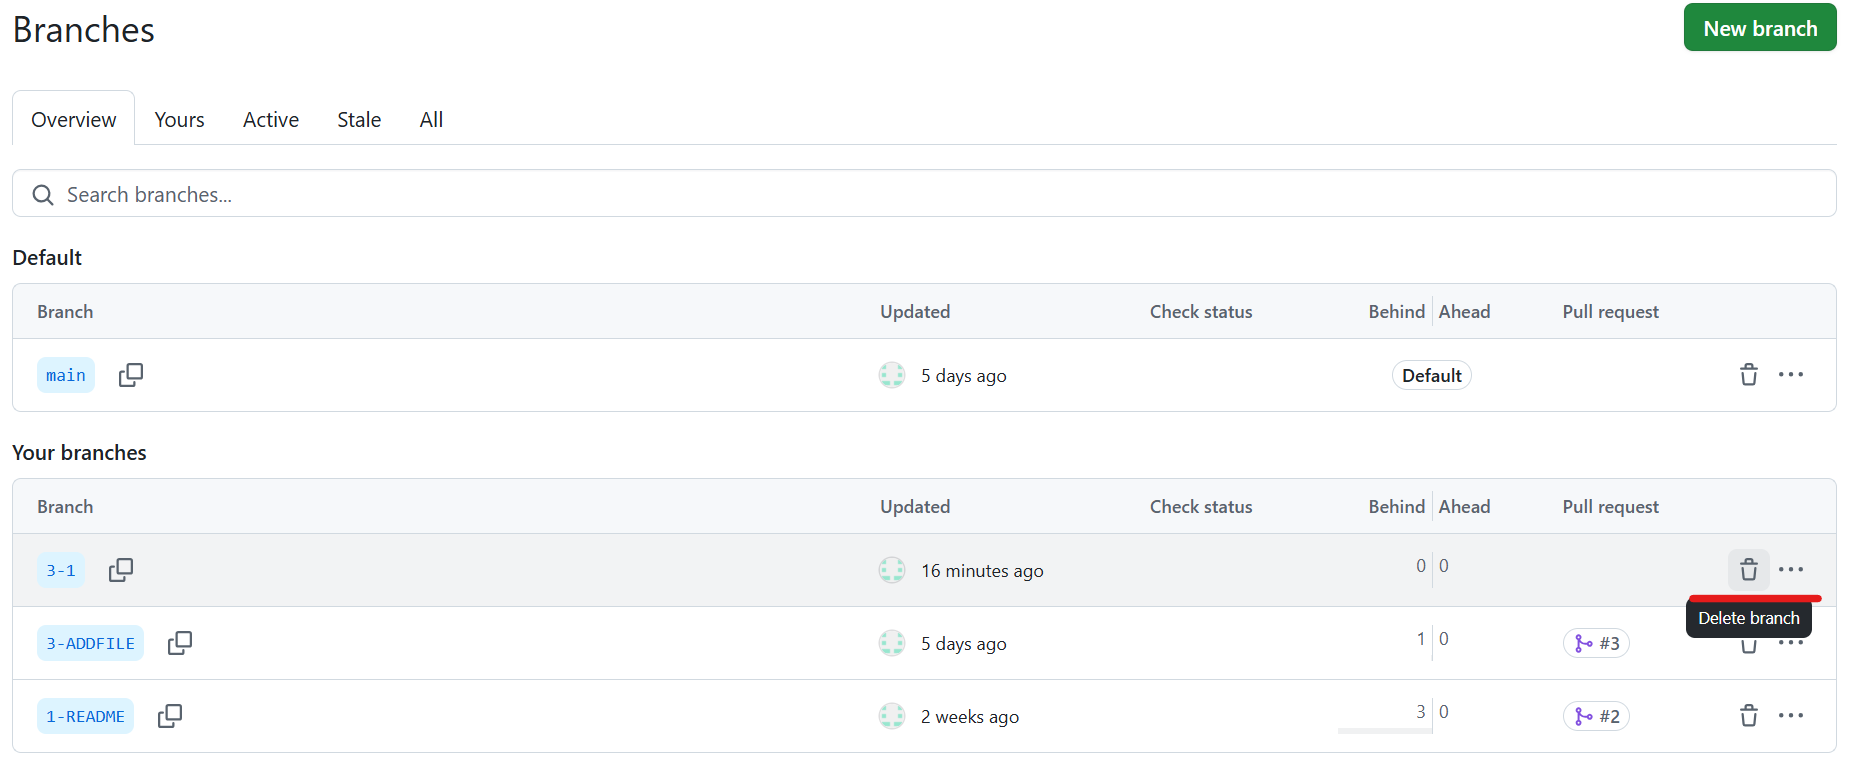 Branches
New branch
Overview Yours Active Stale All
Search branches...
Default
Branch Updated Check status Behind Ahead Pull request
main 5 days ago Default
Your branches
Branch Updated Check status Behind Ahead Pull request
3-1 16 minutes ago 0 0
Delete branch
3-ADDFILE 5 days ago 1 0 #3
1-README 2 weeks ago 3 0 #2